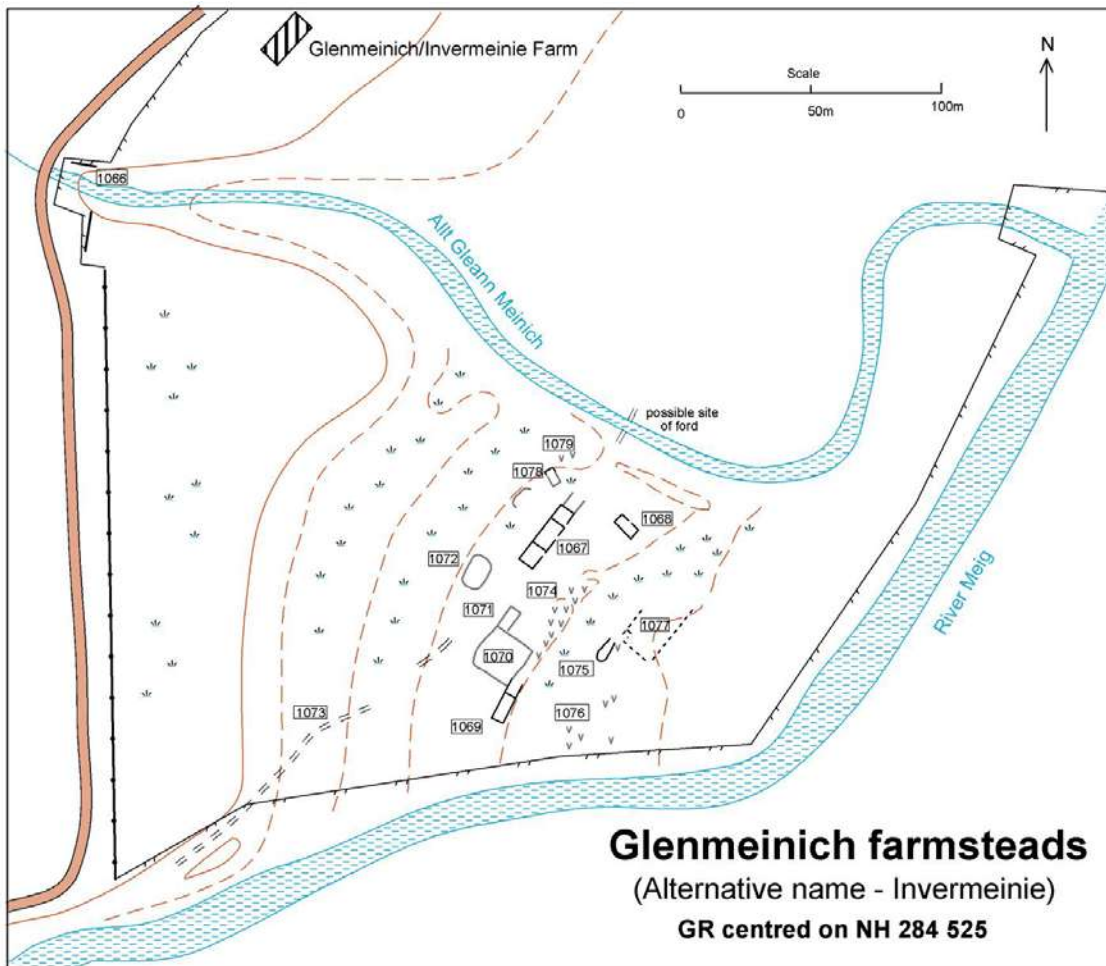 Glenmeinich/Invermeinie Farm
Scale
0 50m 100m
N
1066
Allt Gleann Meinich
possible site
of ford
1079
1078
1068
1067
1072
1074
1071
1077
1070
1075
1073
1076
1069
River Meig
Glenmeinich farmsteads
(Alternative name - Invermeinie)
GR centred on NH 284 525